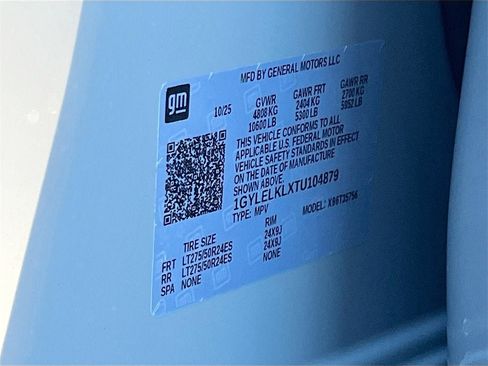 MFD BY GENERAL MOTORS LLC
gm
10/25 GVWR GAWR FRT GAWR RR
4808 KG 2404 KG 2700 KG
10600 LB 5300 LB 5952 LB
THIS VEHICLE CONFORMS TO ALL
APPLICABLE U.S. FEDERAL MOTOR
VEHICLE SAFETY STANDARDS IN EFFECT
ON THE DATE OF MANUFACTURE
1GYLELKLXTU104879
TYPE: MPV MODEL: X86T35756
TIRE SIZE RIM
FRT LT275/50R24ES 24X9J
RR LT275/50R24ES 24X9J
SPA NONE NONE